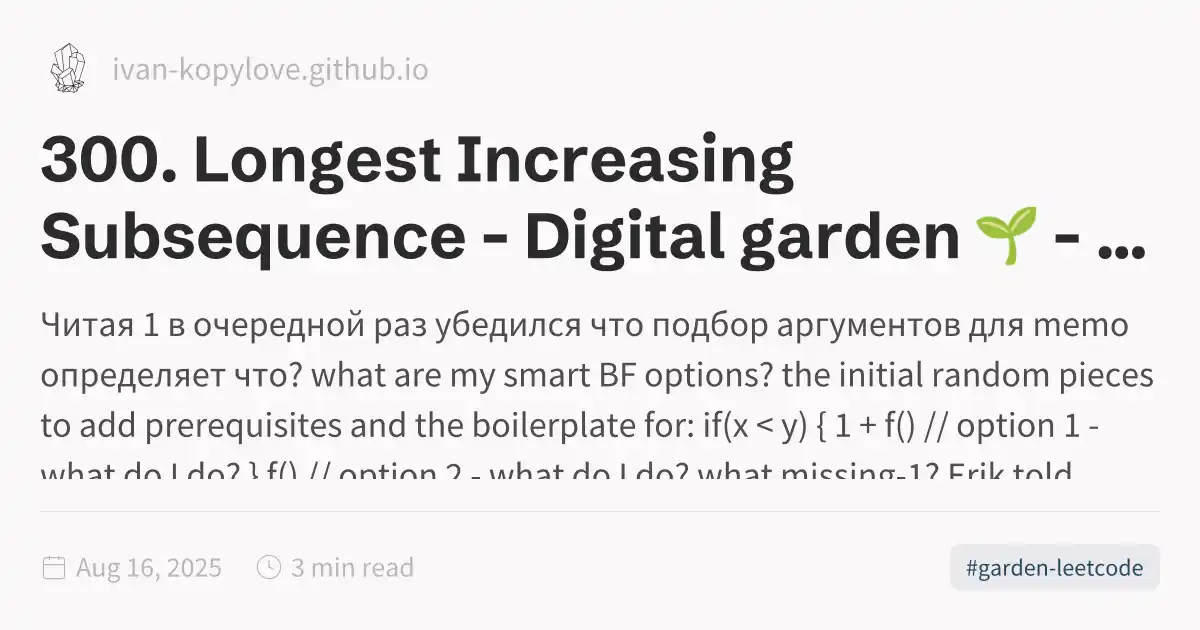 ivan-kopylove.github.io
300. Longest Increasing
Subsequence - Digital garden 🌱 - ...
Читая 1 в очередной раз убедился что подбор аргументов для memo
определяет что? what are my smart BF options? the initial random pieces
to add prerequisites and the boilerplate for: if(x < y) { 1 + f() // option 1 -
what do I do? } f() // option 2 - what do I do? what missing-1? Erik told
Aug 16, 2025
3 min read
#garden-leetcode